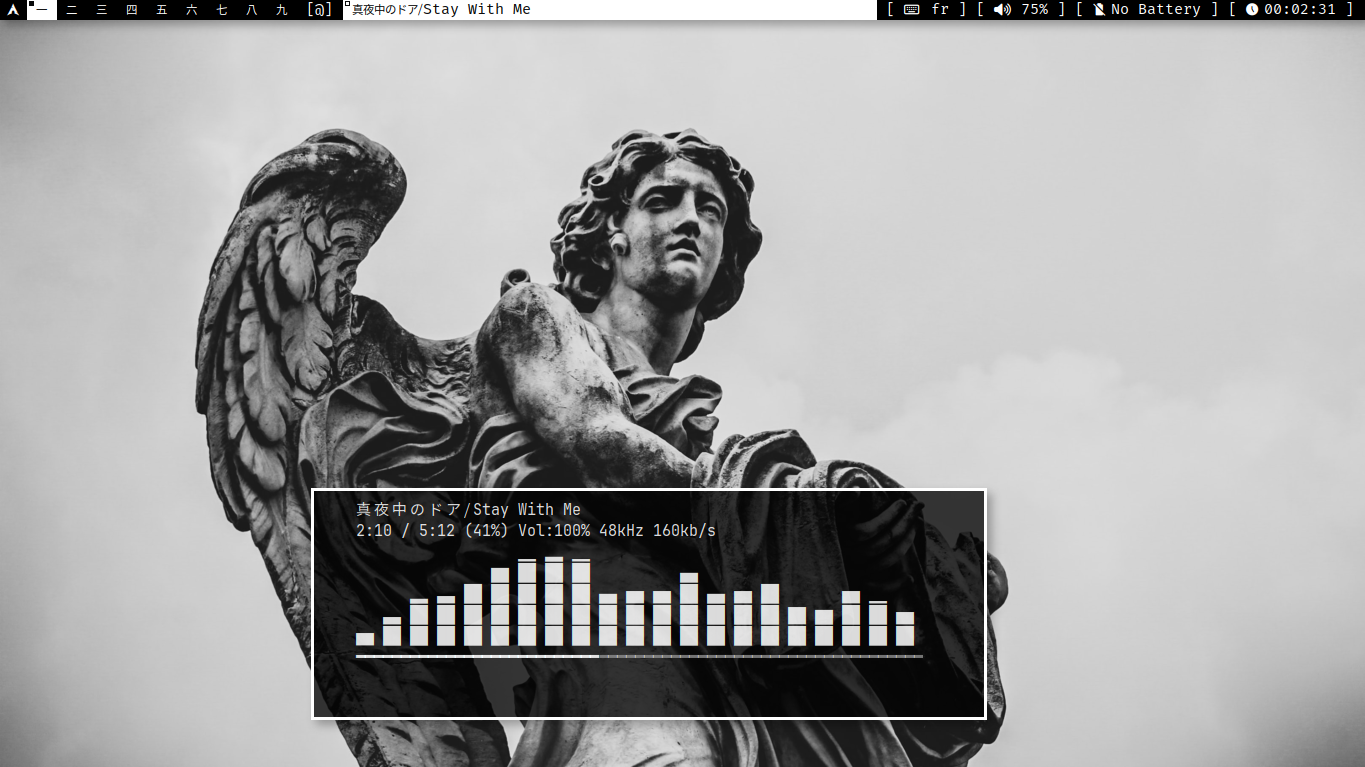 一 二 三 四 五 六 七 八 九 [@] 真夜中のドア/Stay With Me [ fr ] [ 75% ] [ No Battery ] [ 00:02:31 ]
真夜中のドア/Stay With Me
2:10 / 5:12 (41%) Vol:100% 48kHz 160kb/s